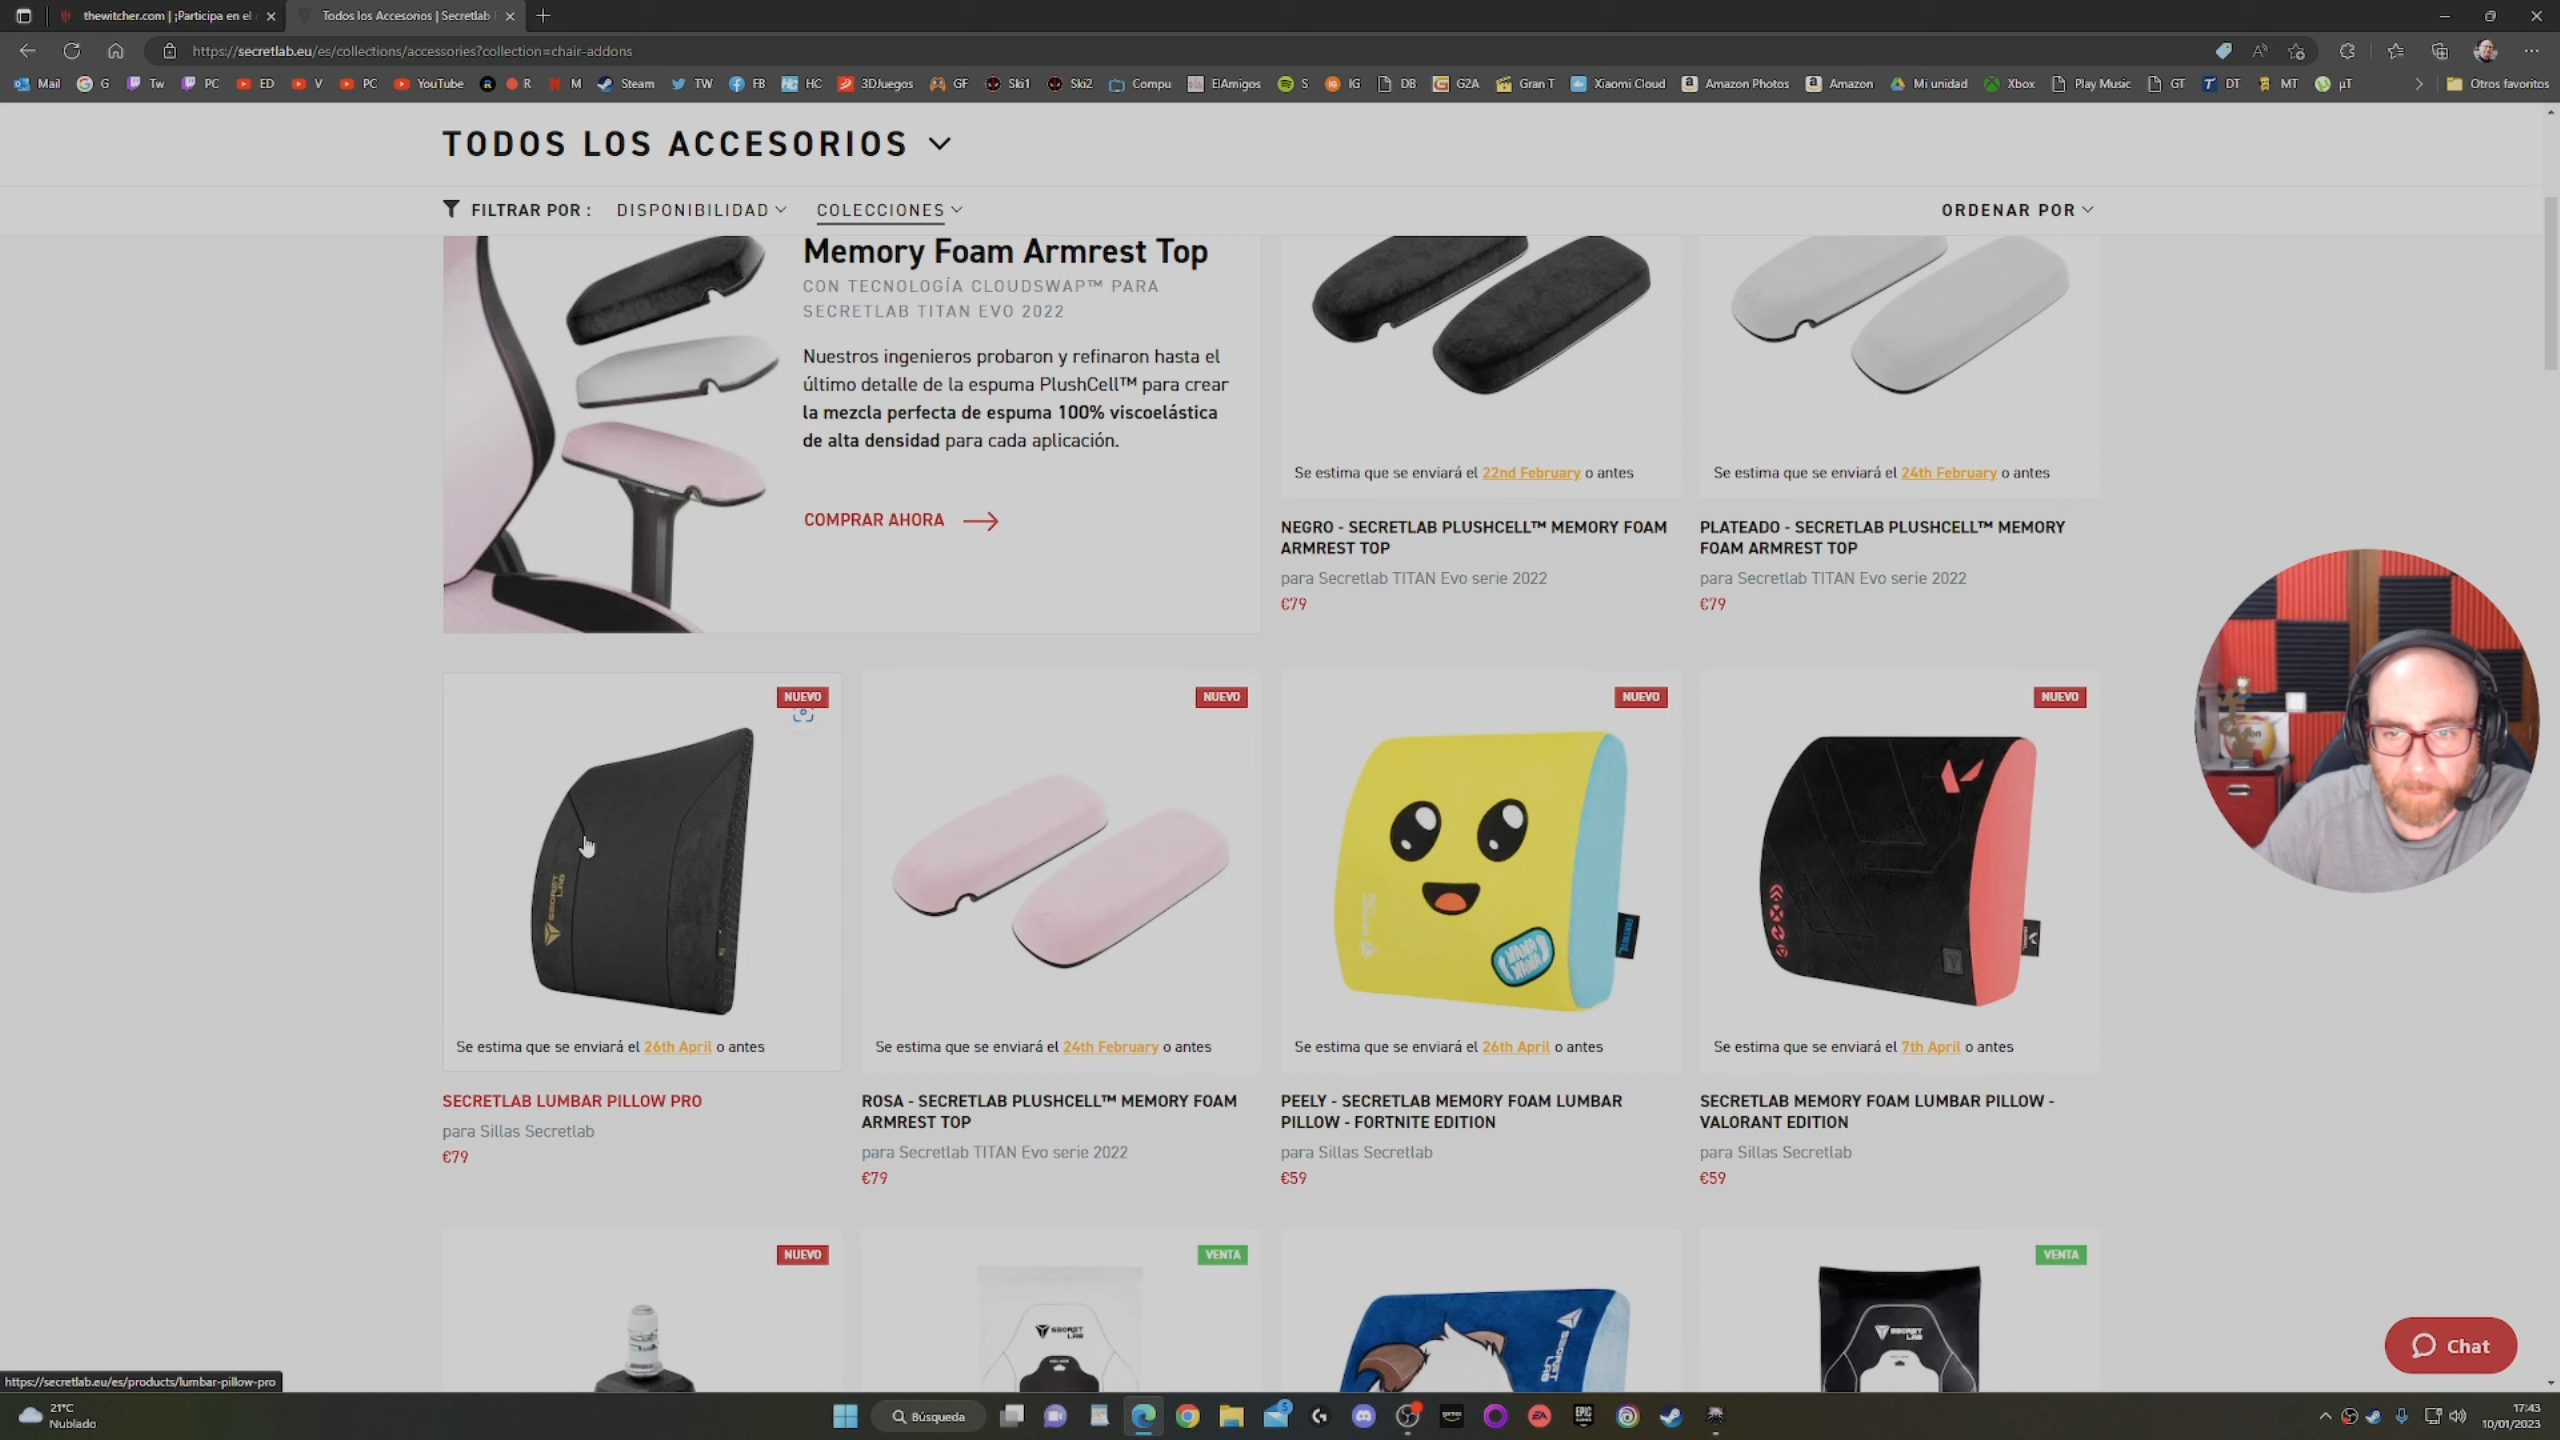 thewitcher.com | ¡Participa en el
Todos los Accesorios | Secretlab
https://secretlab.eu/es/collections/accessories?collection=chair-addons
Mail G Tw PC ED V PC YouTube R M Steam TW FB HC 3DJuegos GF Ski1 Ski2 Compu ElAmigos S IG DB G2A Gran T Xiaomi Cloud Amazon Photos Amazon Mi unidad Xbox Play Music GT DT MT µT Otros favoritos
TODOS LOS ACCESORIOS
FILTRAR POR : DISPONIBILIDAD COLECCIONES ORDENAR POR
Memory Foam Armrest Top
CON TECNOLOGÍA CLOUDSWAP™ PARA
SECRETLAB TITAN EVO 2022
Nuestros ingenieros probaron y refinaron hasta el
último detalle de la espuma PlushCell™ para crear
la mezcla perfecta de espuma 100% viscoelástica
de alta densidad para cada aplicación.
COMPRAR AHORA
Se estima que se enviará el 22nd February o antes
NEGRO - SECRETLAB PLUSHCELL™ MEMORY FOAM
ARMREST TOP
para Secretlab TITAN Evo serie 2022
€79
Se estima que se enviará el 24th February o antes
PLATEADO - SECRETLAB PLUSHCELL™ MEMORY
FOAM ARMREST TOP
para Secretlab TITAN Evo serie 2022
€79
NUEVO
SECRET
LAB
Se estima que se enviará el 26th April o antes
SECRETLAB LUMBAR PILLOW PRO
para Sillas Secretlab
€79
NUEVO
Se estima que se enviará el 24th February o antes
ROSA - SECRETLAB PLUSHCELL™ MEMORY FOAM
ARMREST TOP
para Secretlab TITAN Evo serie 2022
€79
NUEVO
FORTNITE
Se estima que se enviará el 26th April o antes
PEELY - SECRETLAB MEMORY FOAM LUMBAR
PILLOW - FORTNITE EDITION
para Sillas Secretlab
€59
NUEVO
Se estima que se enviará el 7th April o antes
SECRETLAB MEMORY FOAM LUMBAR PILLOW -
VALORANT EDITION
para Sillas Secretlab
€59
NUEVO
VENTA
SECRET
LAB
SECRET
LAB
VENTA
SECRET
LAB
Chat
https://secretlab.eu/es/products/lumbar-pillow-pro
21°C
Nublado
Búsqueda
5
EA
EPIC
17:43
10/01/2023